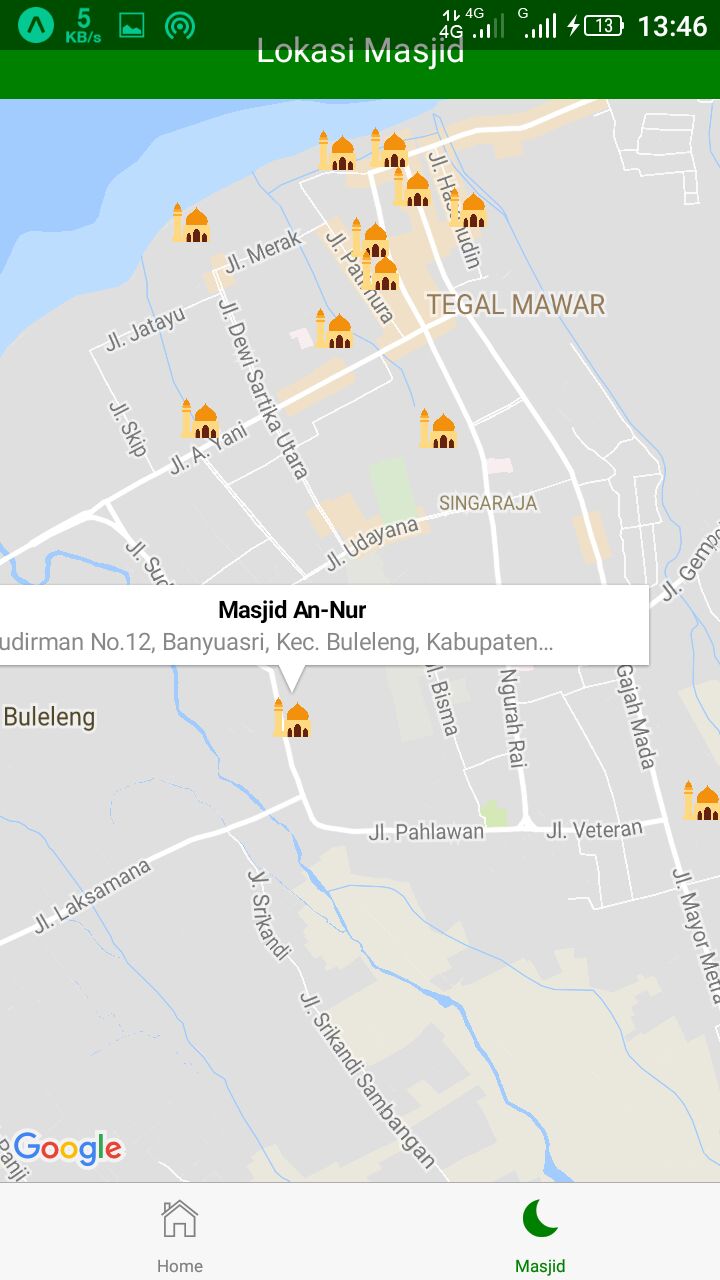 5
KB/s
4G
4G
G
13
13:46
Lokasi Masjid
Jl. Merak
TEGAL MAWAR
Jl. Jatayu
Jl. Dewi Sartika Utara
Jl. Skip
Jl. A. Yani
SINGARAJA
Jl. Udayana
Masjid An-Nur
udirman No.12, Banyuasri, Kec. Buleleng, Kabupaten...
Buleleng
Jl. Bisma
Ngurah Rai
Gajah Mada
Jl. Pahlawan
Jl. Veteran
Jl. Laksamana
Jl. Srikandi
Jl. Mayor Metra
Jl. Srikandi Sambangan
Panji
Google
Home
Masjid